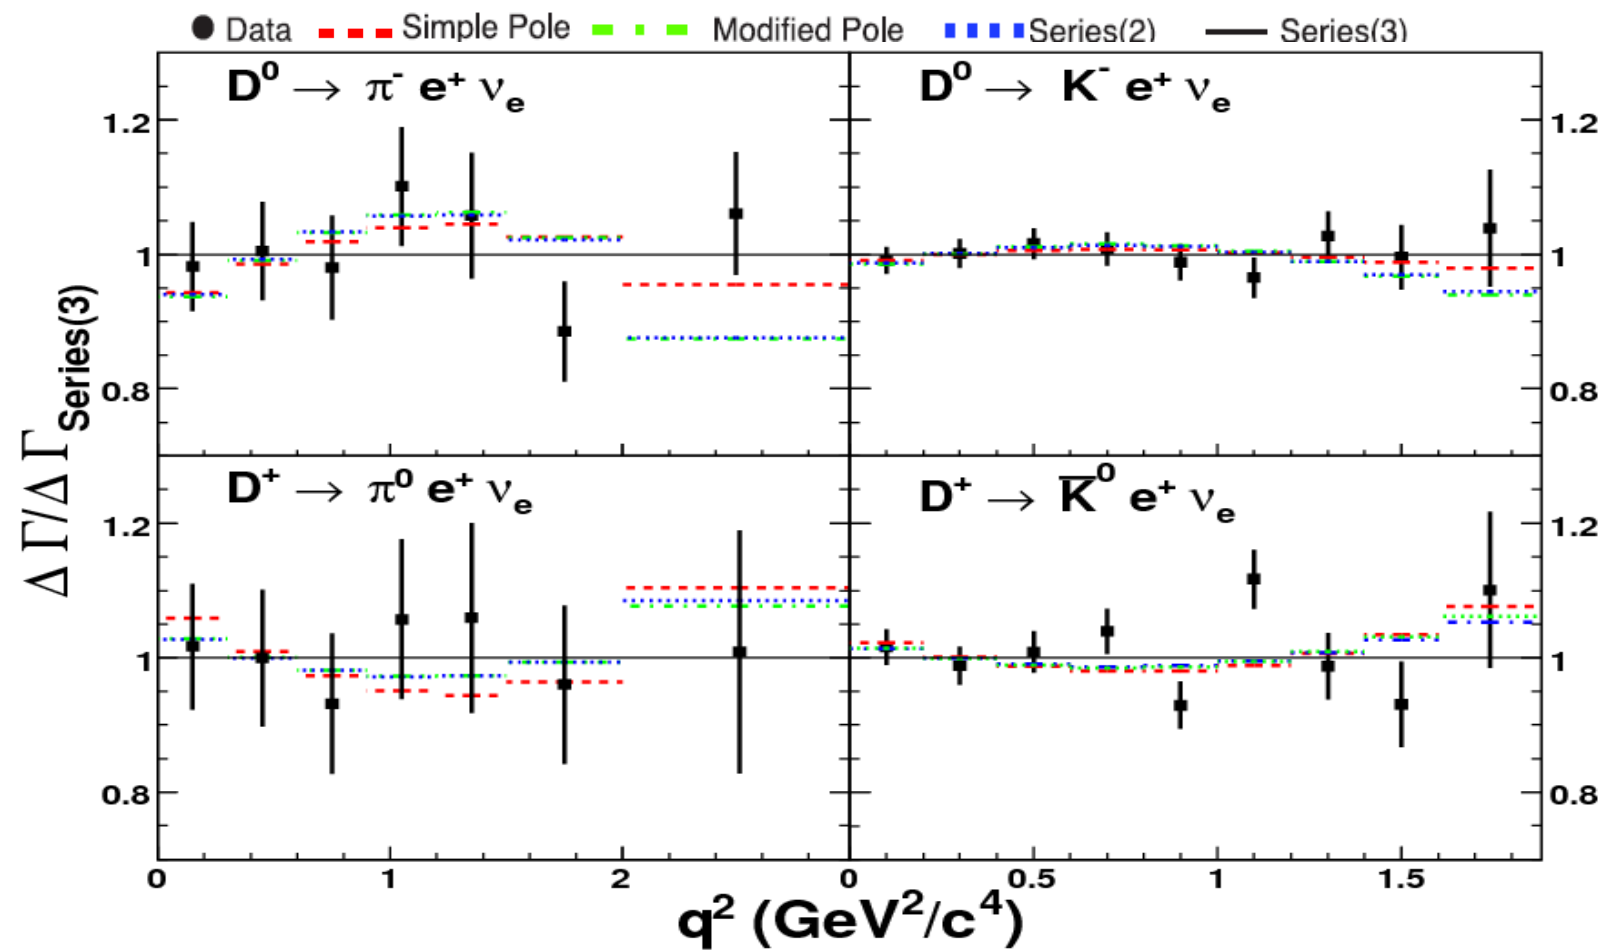 Data Simple Pole Modified Pole Series(2) Series(3)
D⁰ → π⁻ e⁺ νₑ
D⁰ → K⁻ e⁺ νₑ
1.2
1
0.8
1.2
1
0.8
D⁺ → π⁰ e⁺ νₑ
D⁺ → K̅⁰ e⁺ νₑ
1.2
1
0.8
1.2
1
0.8
Δ Γ/Δ Γ Series(3)
0 1 2 0 0.5 1 1.5
q² (GeV²/c⁴)